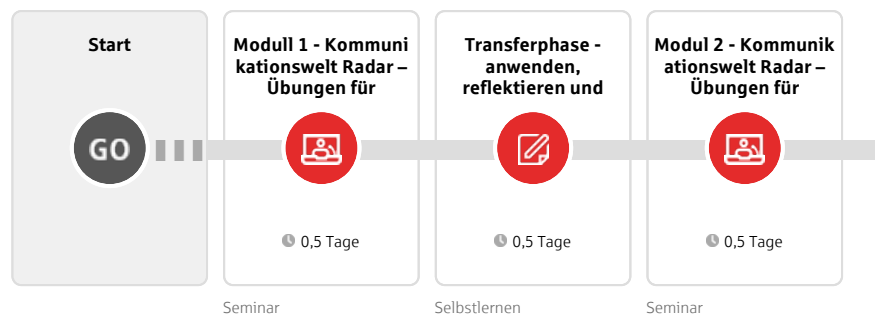 Start
GO
Modull 1 - Kommuni
kationswelt Radar –
Übungen für
0,5 Tage
Seminar
Transferphase -
anwenden,
reflektieren und
0,5 Tage
Selbstlernen
Modul 2 - Kommunik
ationswelt Radar –
Übungen für
0,5 Tage
Seminar